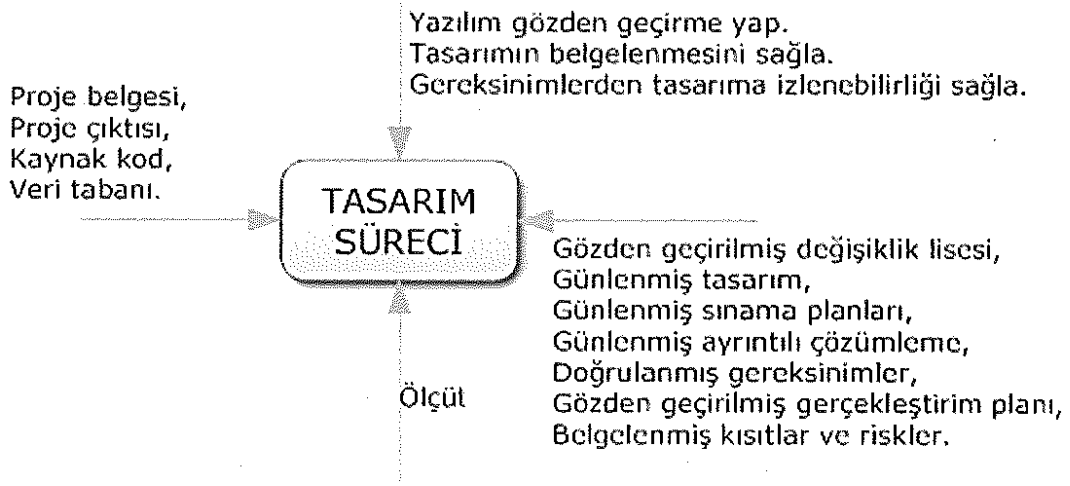 Yazılım gözden geçirme yap.
Tasarımın belgelenmesini sağla.
Gereksinimlerden tasarıma izlenebilirliği sağla.
Proje belgesi,
Proje çıktısı,
Kaynak kod,
Veri tabanı.
TASARIM
SÜRECİ
Gözden geçirilmiş değişiklik lisesi,
Günlenmiş tasarım,
Günlenmiş sınama planları,
Günlenmiş ayrıntılı çözümleme,
Doğrulanmış gereksinimler,
Gözden geçirilmiş gerçekleştirim planı,
Belgelenmiş kısıtlar ve riskler.
Ölçüt